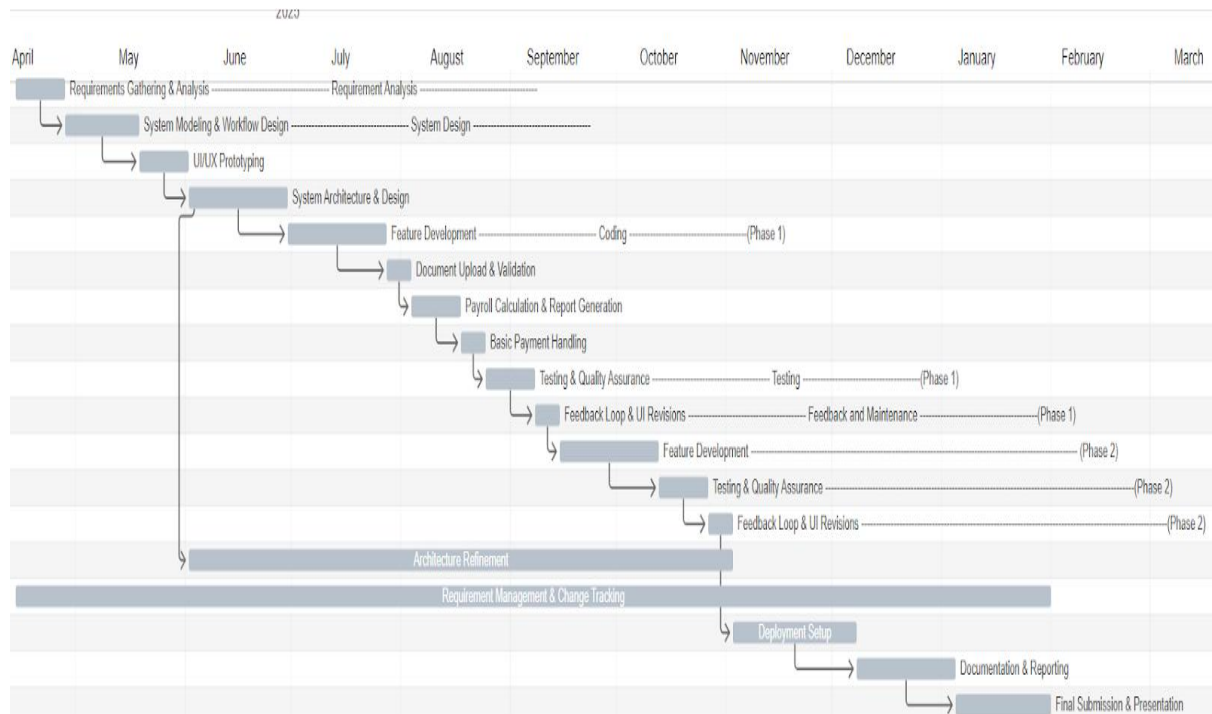 2025
April May June July August September October November December January February March
Requirements Gathering & Analysis ---------------------------- Requirement Analysis ----------------------------
System Modeling & Workflow Design ---------------------------- System Design ----------------------------
UI/UX Prototyping
System Architecture & Design
Feature Development ---------------------------- Coding ---------------------------- (Phase 1)
Document Upload & Validation
Payroll Calculation & Report Generation
Basic Payment Handling
Testing & Quality Assurance ---------------------------- Testing ---------------------------- (Phase 1)
Feedback Loop & UI Revisions ---------------------------- Feedback and Maintenance ----------------------------(Phase 1)
Feature Development ---------------------------------------------------------------- (Phase 2)
Testing & Quality Assurance ----------------------------------------------------------------(Phase 2)
Feedback Loop & UI Revisions ----------------------------------------------------------------(Phase 2)
Architecture Refinement
Requirement Management & Change Tracking
Deployment Setup
Documentation & Reporting
Final Submission & Presentation